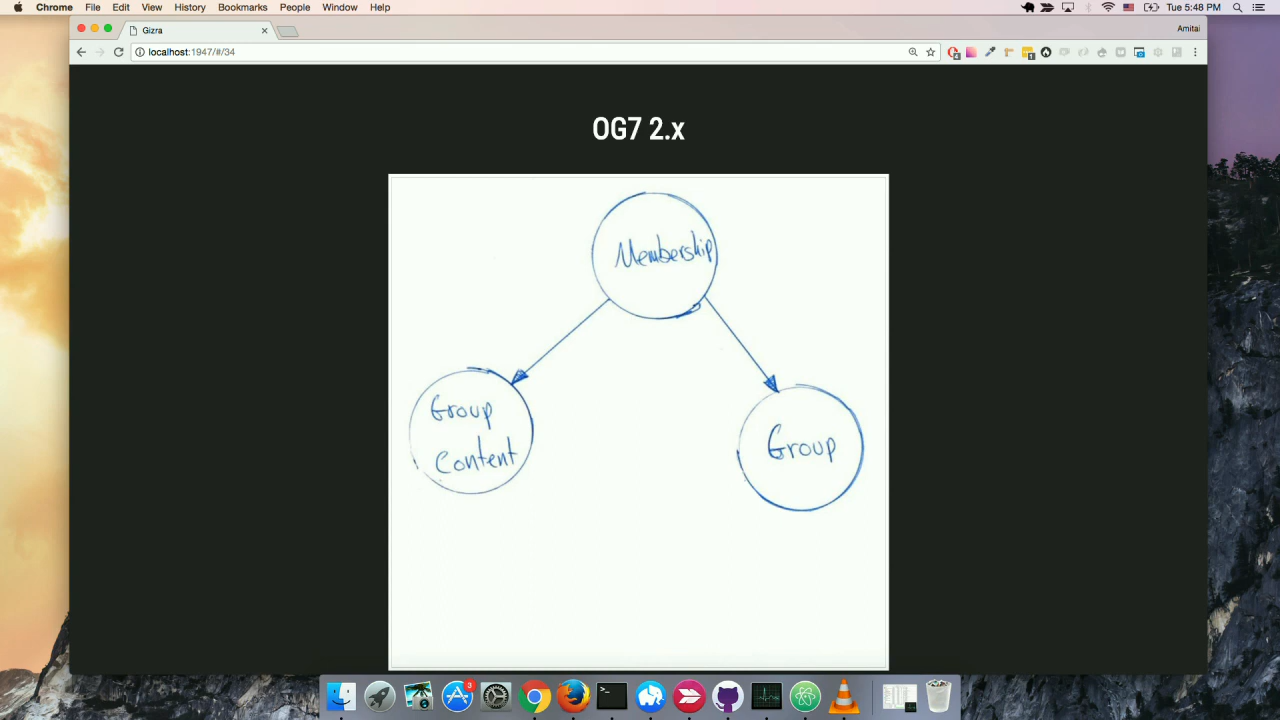 Chrome File Edit View History Bookmarks People Window Help
Tue 5:48 PM
Gizra
Amitai
localhost:1947/#/34
OG7 2.x
Membership
Group
Content
Group
3